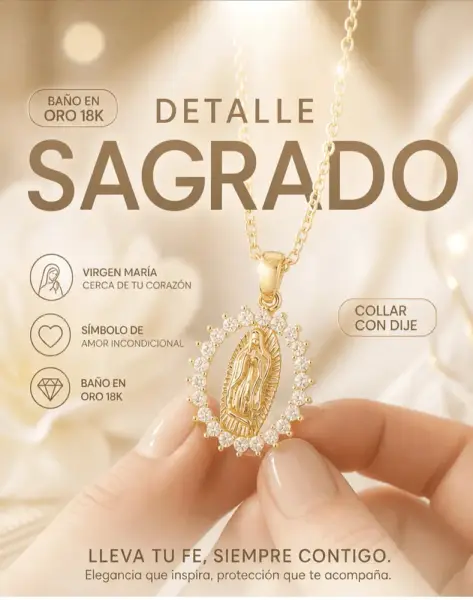 BAÑO EN
ORO 18K
DETALLE
SAGRADO
VIRGEN MARÍA
CERCA DE TU CORAZÓN
COLLAR
CON DIJE
SÍMBOLO DE
AMOR INCONDICIONAL
BAÑO EN
ORO 18K
LLEVA TU FE, SIEMPRE CONTIGO.
Elegancia que inspira, protección que te acompaña.